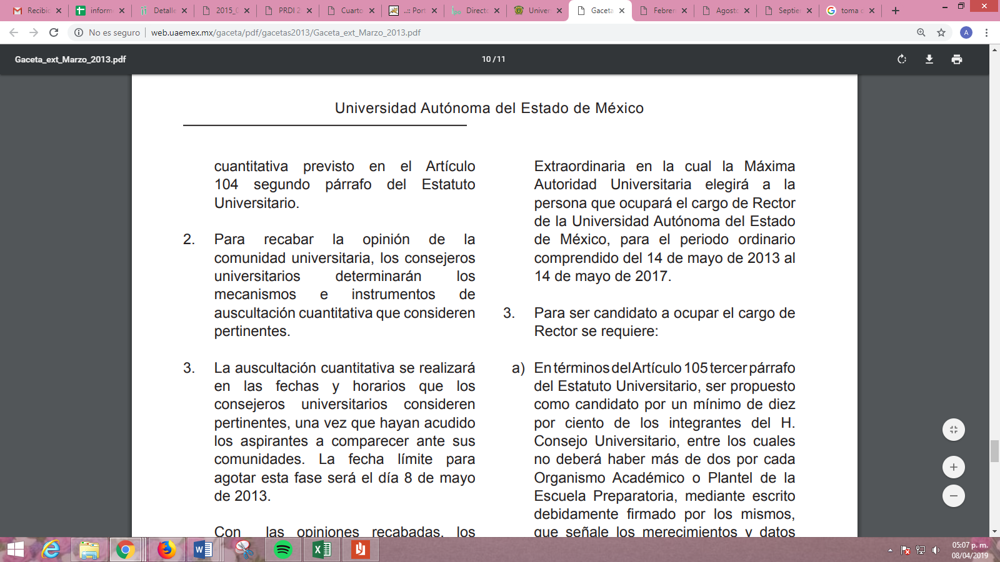 Recibic
inform
Detalle
2015_0
PRDI 2
Cuarto
..:: Port
Directo
Univer
Gaceta
Febrer
Agosto
Septie
toma d
No es seguro
web.uaemex.mx/gaceta/pdf/gacetas2013/Gaceta_ext_Marzo_2013.pdf
A
Gaceta_ext_Marzo_2013.pdf
10 / 11
Universidad Autónoma del Estado de México
cuantitativa previsto en el Artículo
104 segundo párrafo del Estatuto
Universitario.
2. Para recabar la opinión de la
comunidad universitaria, los consejeros
universitarios determinarán los
mecanismos e instrumentos de
auscultación cuantitativa que consideren
pertinentes.
3. La auscultación cuantitativa se realizará
en las fechas y horarios que los
consejeros universitarios consideren
pertinentes, una vez que hayan acudido
los aspirantes a comparecer ante sus
comunidades. La fecha límite para
agotar esta fase será el día 8 de mayo
de 2013.
Con las opiniones recabadas, los
Extraordinaria en la cual la Máxima
Autoridad Universitaria elegirá a la
persona que ocupará el cargo de Rector
de la Universidad Autónoma del Estado
de México, para el periodo ordinario
comprendido del 14 de mayo de 2013 al
14 de mayo de 2017.
3. Para ser candidato a ocupar el cargo de
Rector se requiere:
a) En términos del Artículo 105 tercer párrafo
del Estatuto Universitario, ser propuesto
como candidato por un mínimo de diez
por ciento de los integrantes del H.
Consejo Universitario, entre los cuales
no deberá haber más de dos por cada
Organismo Académico o Plantel de la
Escuela Preparatoria, mediante escrito
debidamente firmado por los mismos,
que señale los merecimientos y datos
05:07 p. m.
08/04/2019